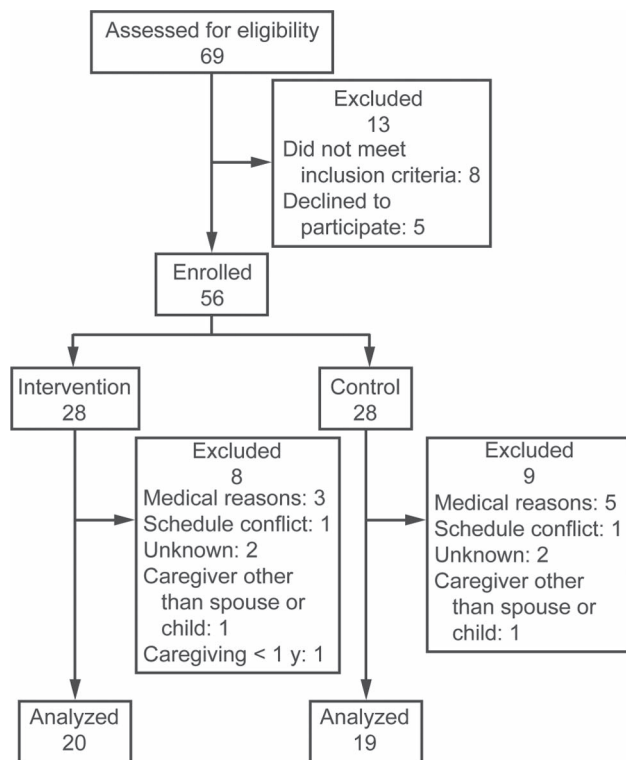 Assessed for eligibility
69
Excluded
13
Did not meet
inclusion criteria: 8
Declined to
participate: 5
Enrolled
56
Intervention
28
Control
28
Excluded
8
Medical reasons: 3
Schedule conflict: 1
Unknown: 2
Caregiver other
than spouse or
child: 1
Caregiving < 1 y: 1
Excluded
9
Medical reasons: 5
Schedule conflict: 1
Unknown: 2
Caregiver other
than spouse or
child: 1
Analyzed
20
Analyzed
19